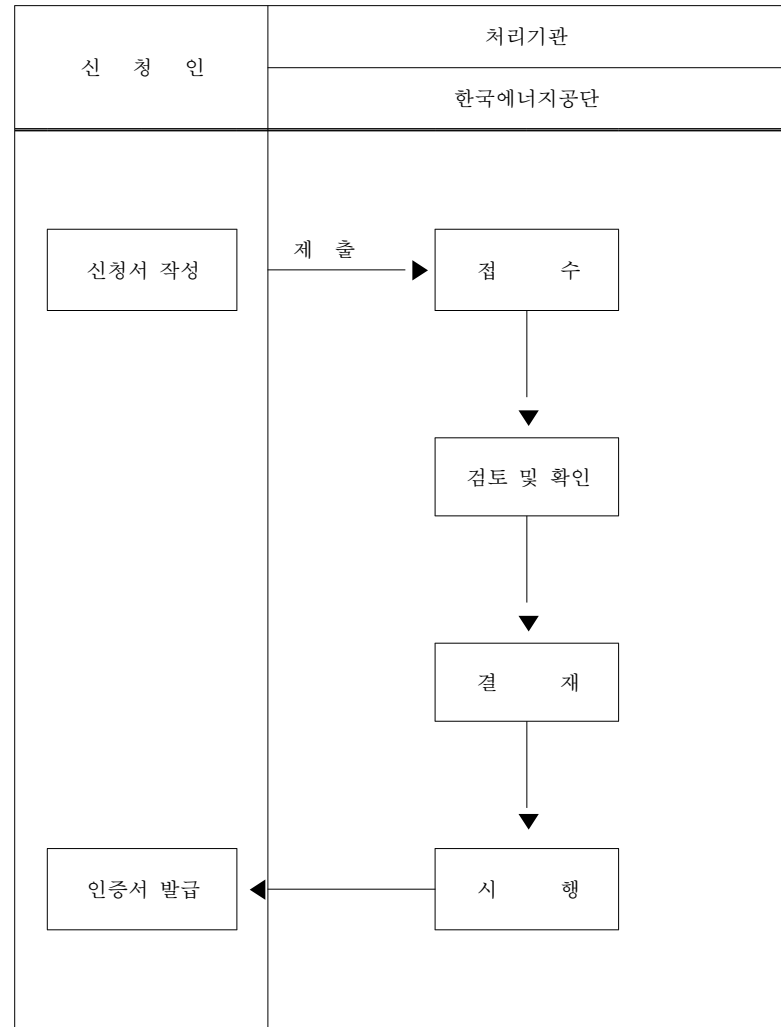 처리기관
신 청 인
한국에너지공단
제 출
신청서 작성
접 수
검토 및 확인
결 재
인증서 발급
시 행